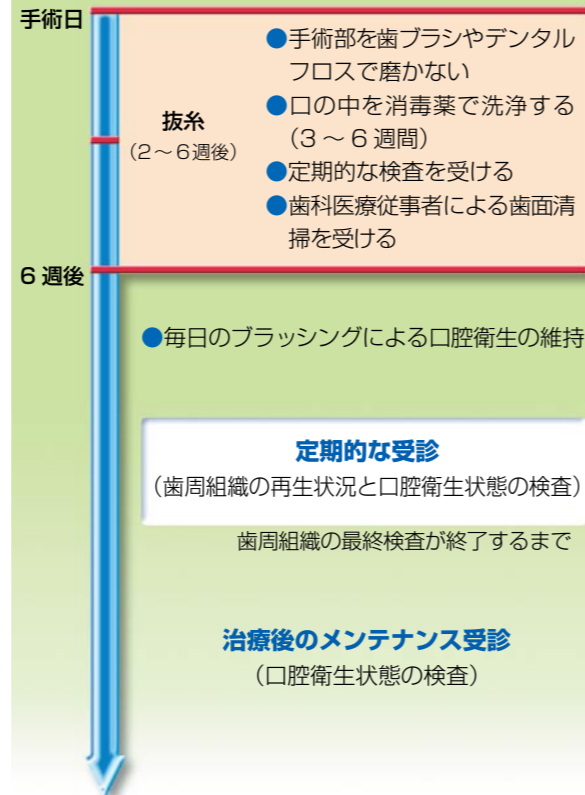 手術日
●手術部を歯ブラシやデンタル
フロスで磨かない
●口の中を消毒薬で洗浄する
（3～6週間）
●定期的な検査を受ける
●歯科医療従事者による歯面清
掃を受ける
抜糸
（2～6週後）
6週後
●毎日のブラッシングによる口腔衛生の維持
定期的な受診
（歯周組織の再生状況と口腔衛生状態の検査）
歯周組織の最終検査が終了するまで
治療後のメンテナンス受診
（口腔衛生状態の検査）